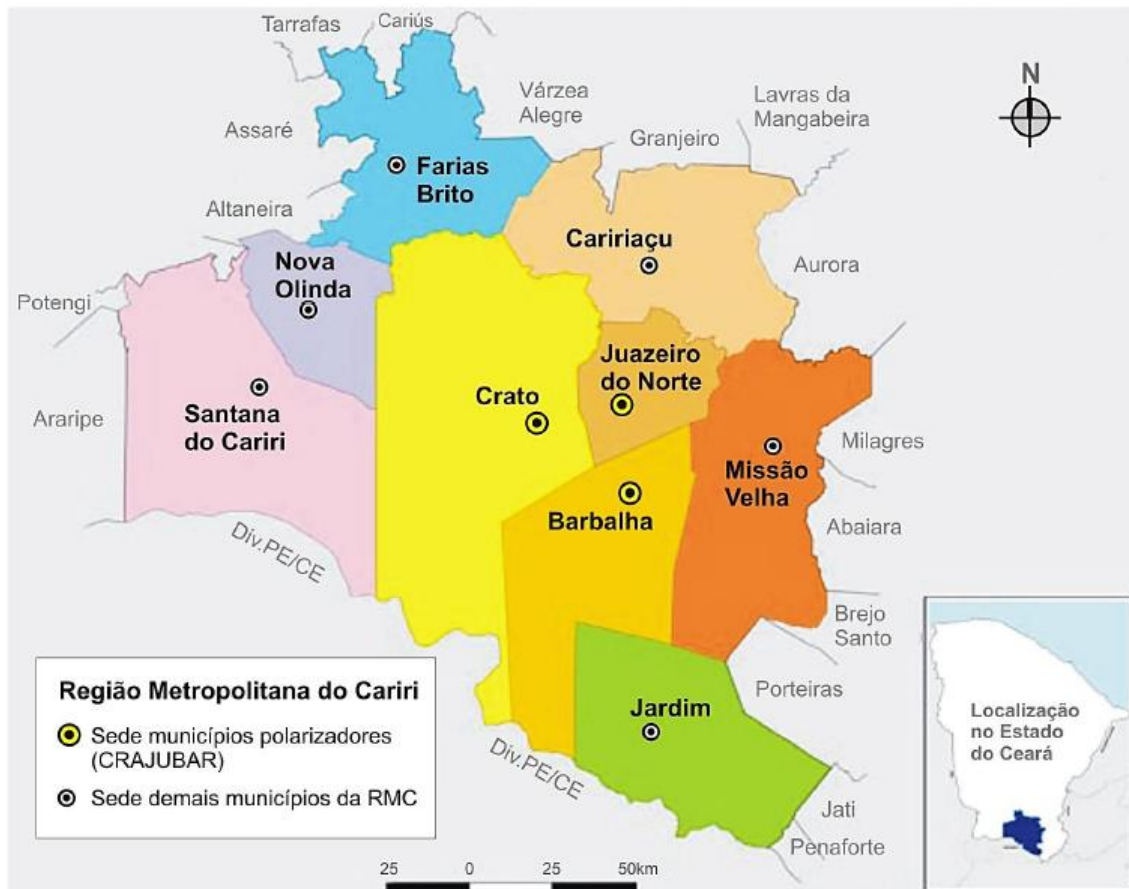 Tarrafas
Cariús
N
Várzea
Alegre
Lavras da
Mangabeira
Granjeiro
Assaré
Farias
Brito
Altaneira
Caririaçu
Aurora
Nova
Olinda
Potengi
Juazeiro
do Norte
Crato
Santana
do Cariri
Araripe
Milagres
Missão
Velha
Barbalha
Abaiara
Div.PE/CE
Brejo
Santo
Porteiras
Jardim
Div.PE/CE
Jati
Penaforte
Região Metropolitana do Cariri
Sede municípios polarizadores
(CRAJUBAR)
Sede demais municípios da RMC
Localização
no Estado
do Ceará
25 0 25 50km